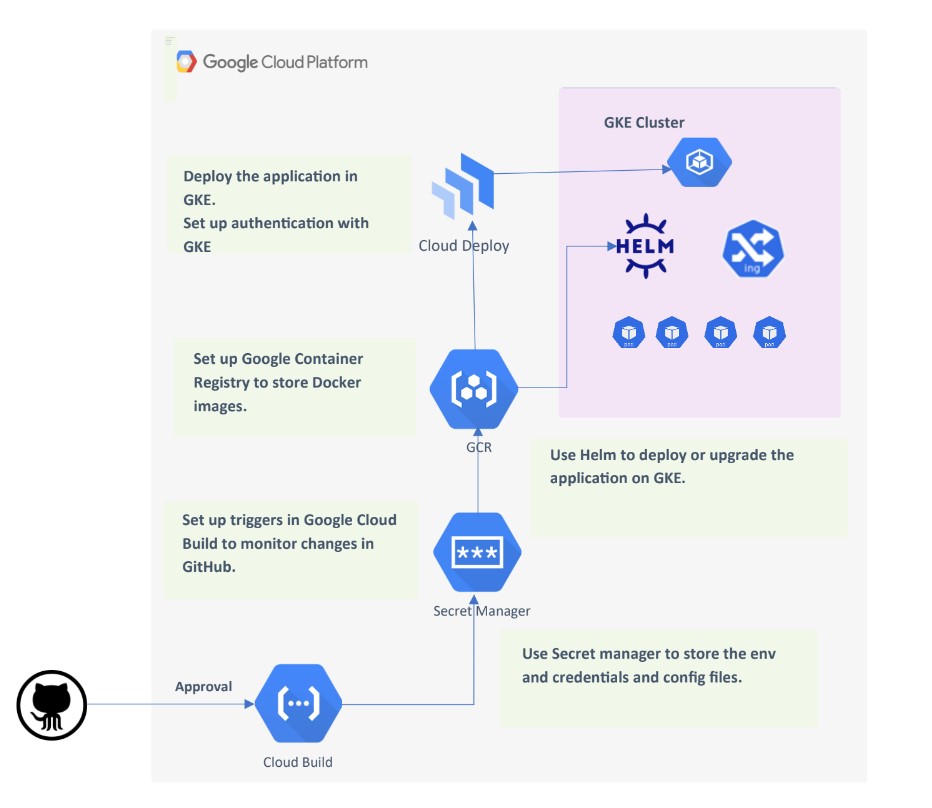 Google Cloud Platform
GKE Cluster
Deploy the application in
GKE.
Set up authentication with
GKE
Cloud Deploy
HELM
ing
pod
pod
pod
pod
Set up Google Container
Registry to store Docker
images.
GCR
Use Helm to deploy or upgrade the
application on GKE.
Set up triggers in Google Cloud
Build to monitor changes in
GitHub.
***
Secret Manager
Use Secret manager to store the env
and credentials and config files.
Approval
Cloud Build